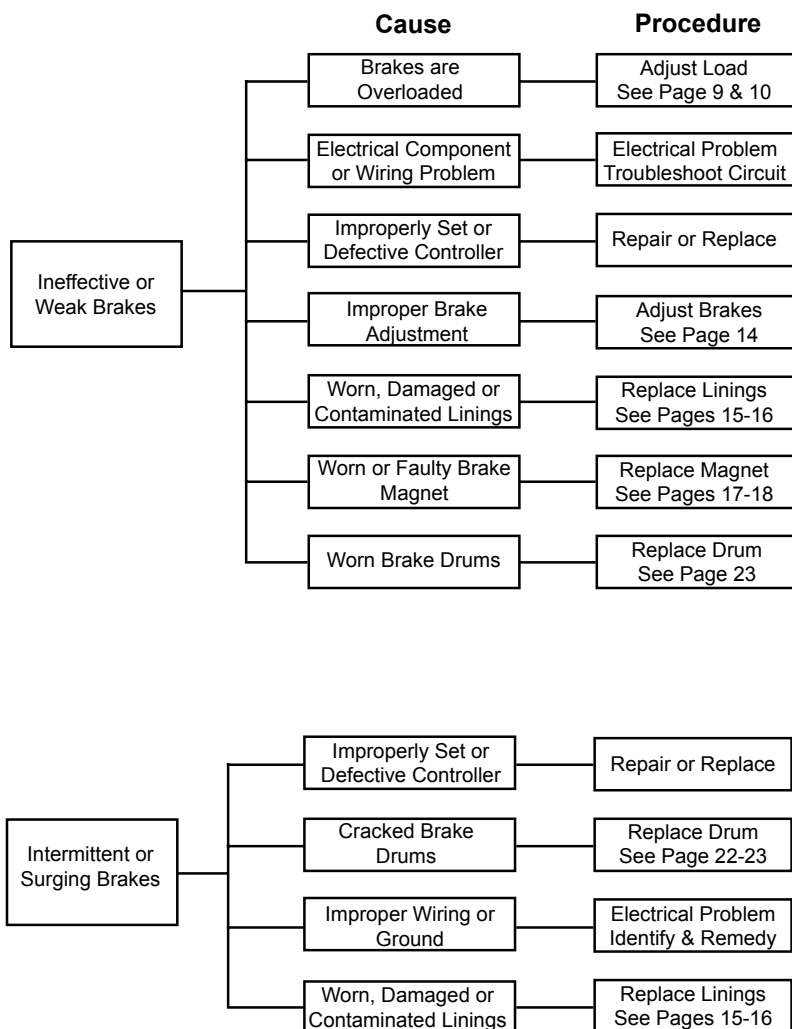 Cause Procedure
Brakes are
Overloaded
Adjust Load
See Page 9 & 10
Electrical Component
or Wiring Problem
Electrical Problem
Troubleshoot Circuit
Improperly Set or
Defective Controller
Repair or Replace
Ineffective or
Weak Brakes
Improper Brake
Adjustment
Adjust Brakes
See Page 14
Worn, Damaged or
Contaminated Linings
Replace Linings
See Pages 15-16
Worn or Faulty Brake
Magnet
Replace Magnet
See Pages 17-18
Worn Brake Drums
Replace Drum
See Page 23
Improperly Set or
Defective Controller
Repair or Replace
Intermittent or
Surging Brakes
Cracked Brake
Drums
Replace Drum
See Page 22-23
Improper Wiring or
Ground
Electrical Problem
Identify & Remedy
Worn, Damaged or
Contaminated Linings
Replace Linings
See Pages 15-16